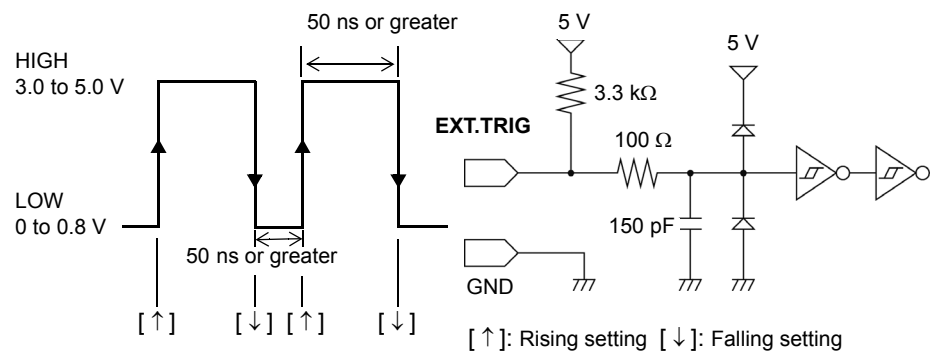 50 ns or greater
HIGH
3.0 to 5.0 V
LOW
0 to 0.8 V
50 ns or greater
[ ↑ ] [ ↓ ] [ ↑ ] [ ↓ ]
5 V
5 V
3.3 kΩ
EXT.TRIG
100 Ω
150 pF
GND
[ ↑ ]: Rising setting [ ↓ ]: Falling setting